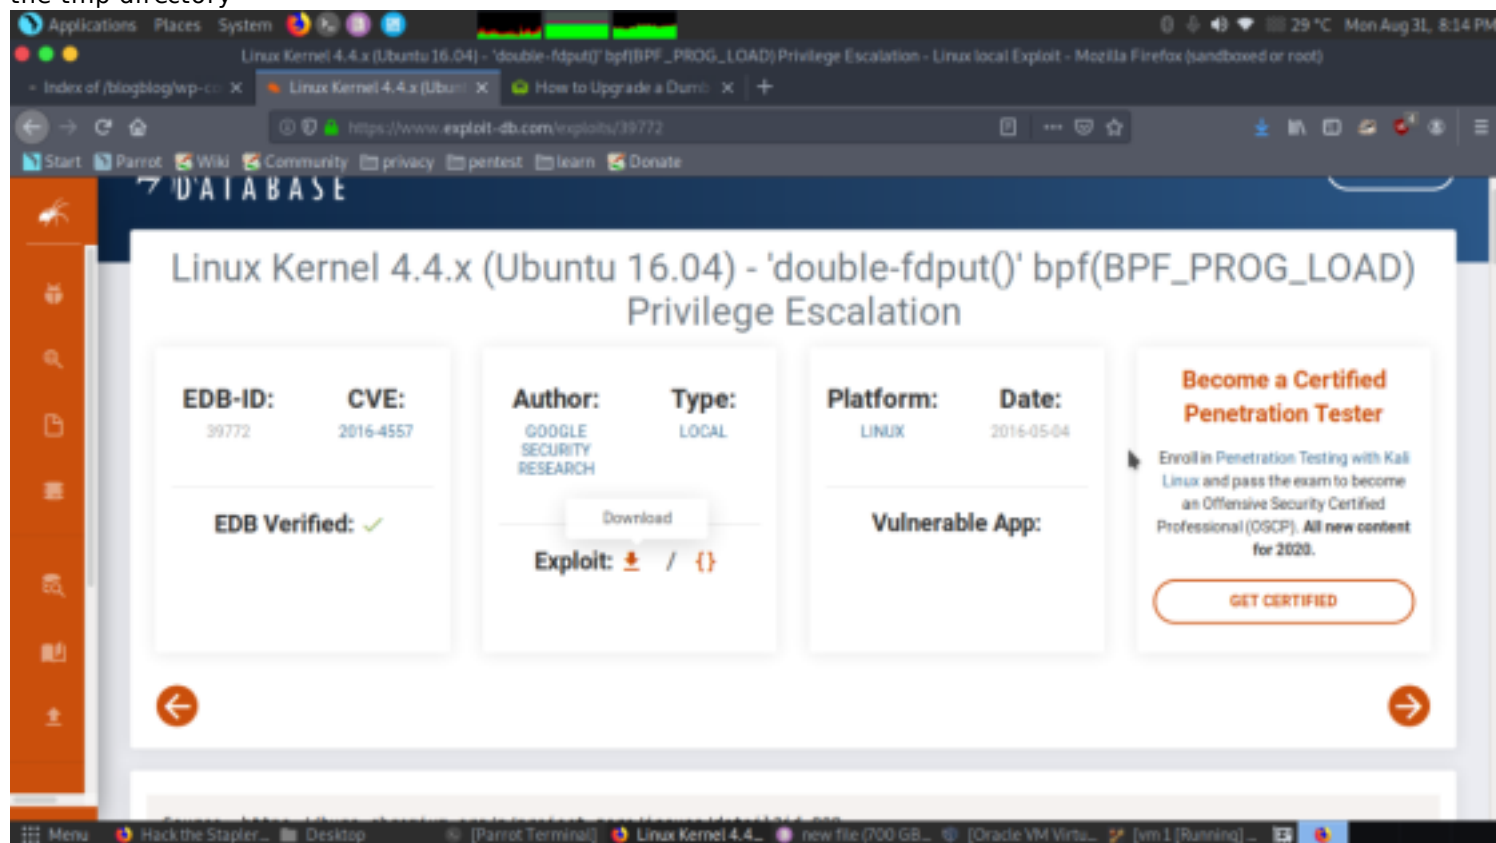 the tmp directory
Applications Places System 29 °C Mon Aug 31, 8:14 PM
Linux Kernel 4.4.x (Ubuntu 16.04) - 'double-fdput()' bpf(BPF_PROG_LOAD) Privilege Escalation - Linux local Exploit - Mozilla Firefox (sandboxed or root)
Index of /blogblog/wp-co Linux Kernel 4.4.x (Ubun How to Upgrade a Dumb
https://www.exploit-db.com/exploits/39772
Start Parrot Wiki Community privacy pentest learn Donate
DATABASE
Linux Kernel 4.4.x (Ubuntu 16.04) - 'double-fdput()' bpf(BPF_PROG_LOAD)
Privilege Escalation
EDB-ID:
39772
CVE:
2016-4557
EDB Verified:
Author:
GOOGLE
SECURITY
RESEARCH
Type:
LOCAL
Download
Exploit: / {}
Platform:
LINUX
Date:
2016-05-04
Vulnerable App:
Become a Certified
Penetration Tester
Enroll in Penetration Testing with Kali
Linux and pass the exam to become
an Offensive Security Certified
Professional (OSCP). All new content
for 2020.
GET CERTIFIED
Menu Hack the Stapler... Desktop [Parrot Terminal] Linux Kernel 4.4... new file (700 GB... [Oracle VM Virtu... [vm 1 [Running]...